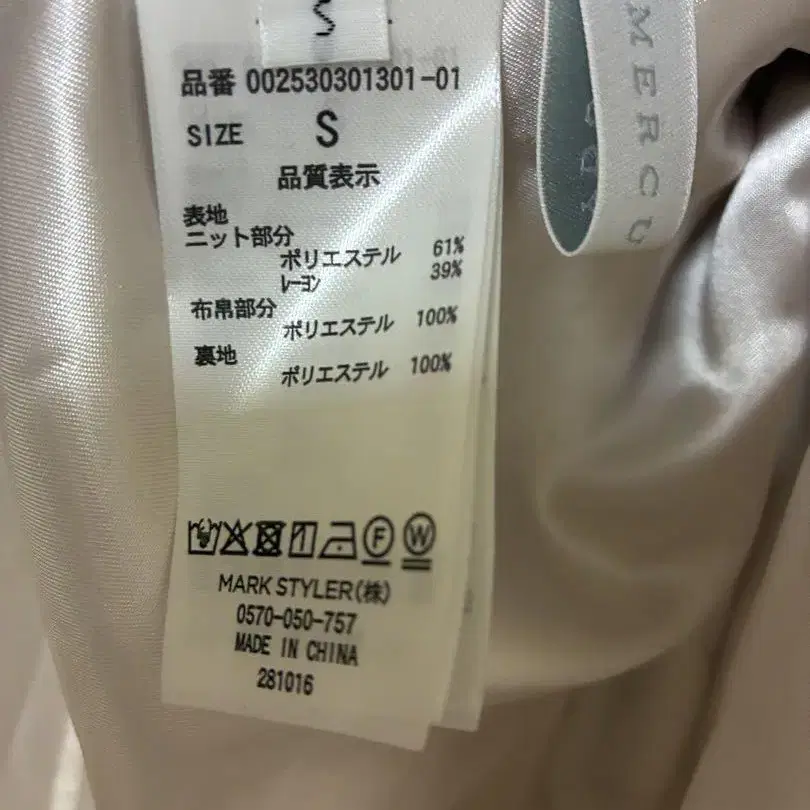 S
品番 002530301301-01
SIZE S
品質表示
表地
ニット部分
ポリエステル 61%
レーヨン 39%
布帛部分
ポリエステル 100%
裏地
ポリエステル 100%
F W
MARK STYLER(株)
0570-050-757
MADE IN CHINA
281016
MERCU